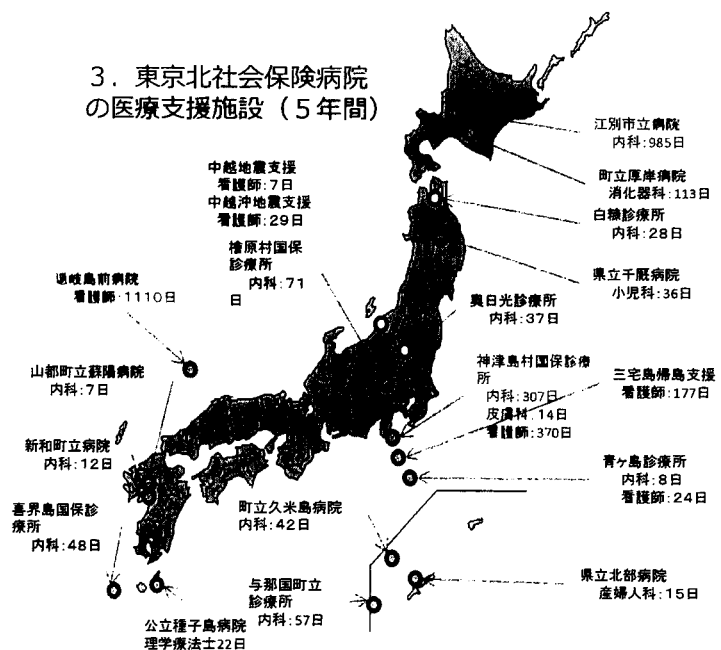 3．東京北社会保険病院
の医療支援施設（5年間）
江別市立病院
内科：985日
町立厚岸病院
消化器科：113日
白糠診療所
内科：28日
県立千厩病院
小児科：36日
奥日光診療所
内科：37日
中越地震支援
看護師：7日
中越沖地震支援
看護師：29日
檜原村国保
診療所
内科：71
日
隠岐島前病院
看護師：1110日
山都町立蘇陽病院
内科：7日
新和町立病院
内科：12日
喜界島国保診
療所
内科：48日
公立種子島病院
理学療法士22日
町立久米島病院
内科：42日
与那国町立
診療所
内科：57日
神津島村国保診療
所
内科：307日
皮膚科：14日
看護師：370日
三宅島帰島支援
看護師：177日
青ヶ島診療所
内科：8日
看護師：24日
県立北部病院
産婦人科：15日